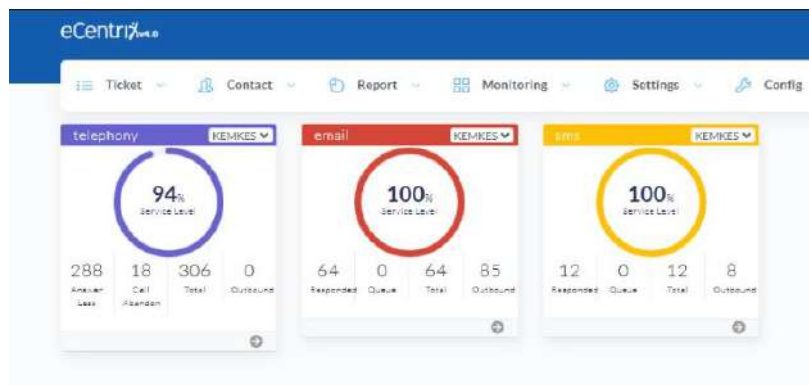 eCentriX v4.0
Ticket Contact Report Monitoring Settings Config
telephony KEMKES
94%
Service Level
288 18 306 0
Call Total Outbound
Abandon
email KEMKES
100%
Service Level
64 0 64 85
Responded Queue Total Outbound
sms KEMKES
100%
Service Level
12 0 12 8
Responded Queue Total Outbound